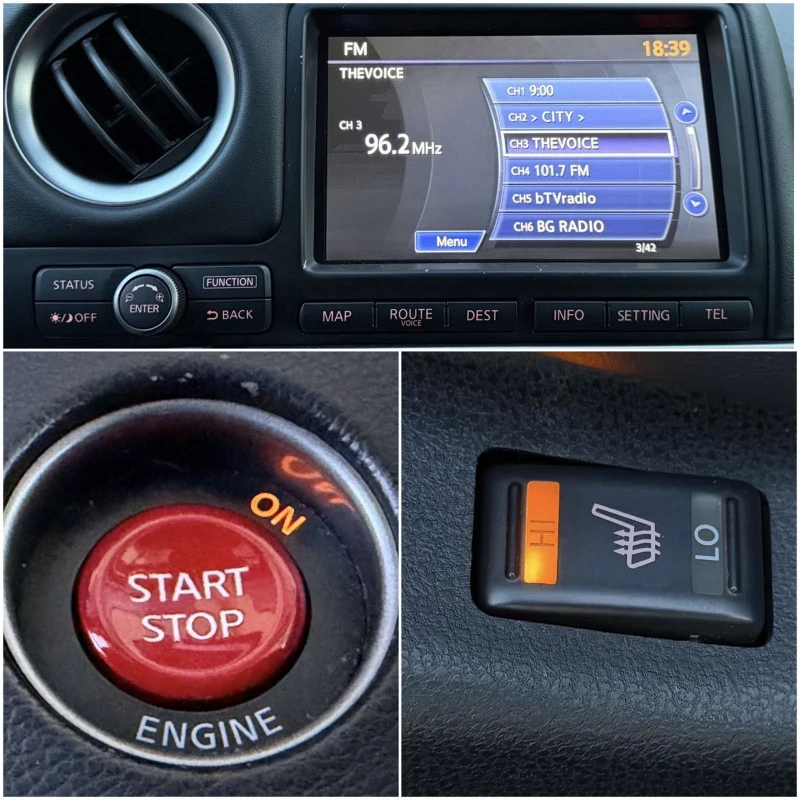 FM
18:39
THEVOICE
CH 3
96.2 MHz
CH1 9:00
CH2 > CITY >
CH3 THEVOICE
CH4 101.7 FM
CH5 bTVradio
CH6 BG RADIO
Menu
3/42
STATUS
FUNCTION
ENTER
OFF
BACK
MAP
ROUTE
VOICE
DEST
INFO
SETTING
TEL
ON
START
STOP
ENGINE
HI
LO